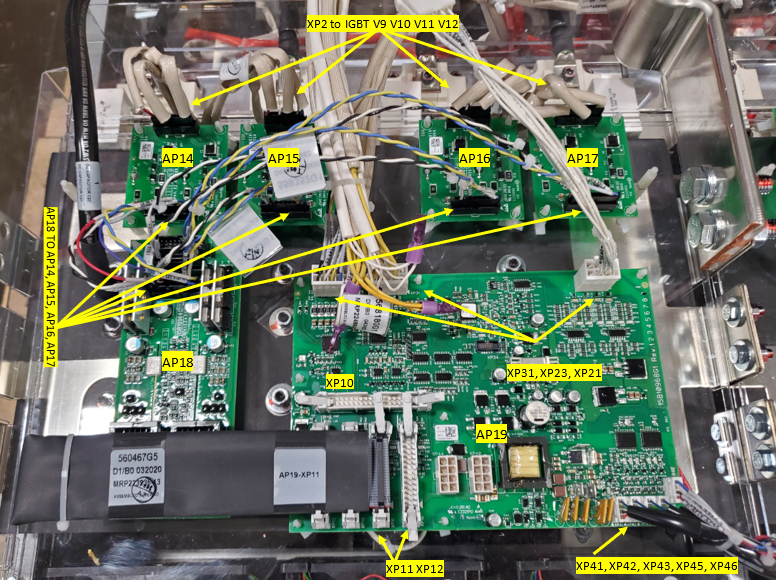 XP2 to IGBT V9 V10 V11 V12
AP14
AP15
AP16
AP17
AP18 TO AP14, AP15, AP16, AP17
AP18
XP10
XP31, XP23, XP21
AP19
560467G5
D1/B0 032020
AP19-XP11
XP11 XP12
XP41, XP42, XP43, XP45, XP46